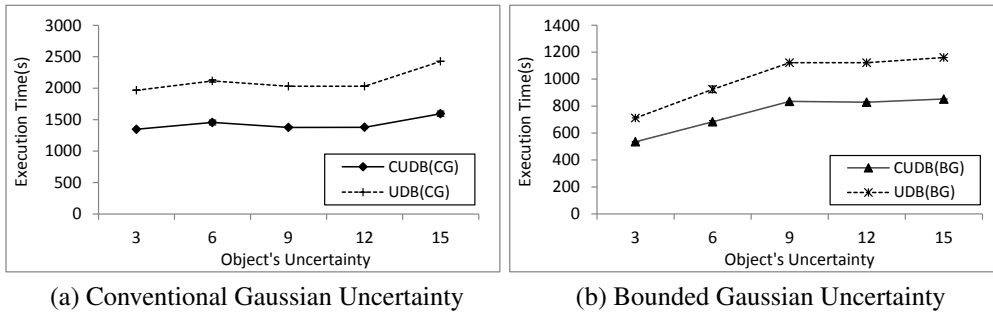 3000
2500
2000
1500
1000
500
0
Execution Time(s)
CUDB(CG)
UDB(CG)
3 6 9 12 15
Object's Uncertainty
(a) Conventional Gaussian Uncertainty
1400
1200
1000
800
600
400
200
0
Execution Time(s)
CUDB(BG)
UDB(BG)
3 6 9 12 15
Object's Uncertainty
(b) Bounded Gaussian Uncertainty